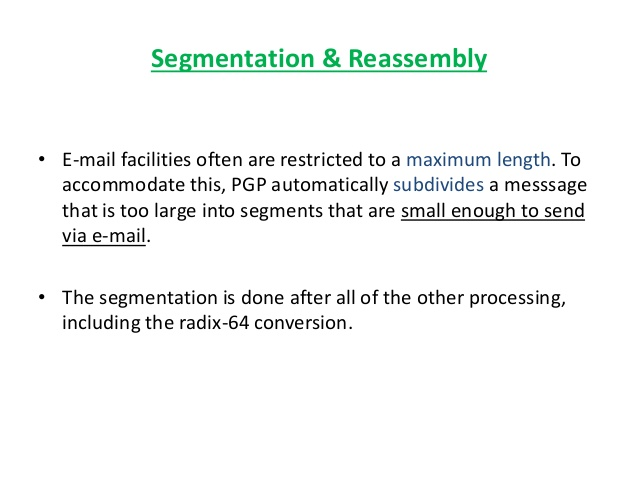 Segmentation & Reassembly
• E-mail facilities often are restricted to a maximum length. To
accommodate this, PGP automatically subdivides a messsage
that is too large into segments that are small enough to send
via e-mail.
• The segmentation is done after all of the other processing,
including the radix-64 conversion.